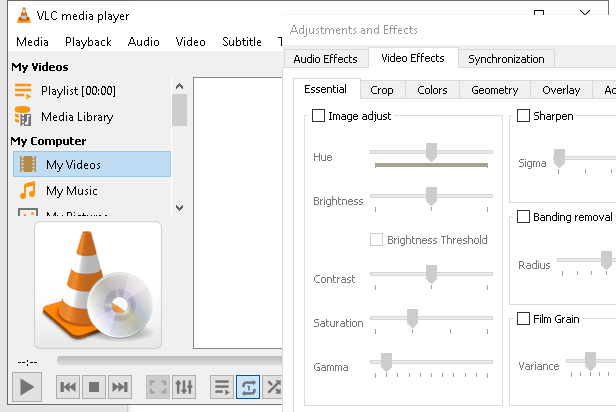 VLC media player
Media Playback Audio Video Subtitle
My Videos
Playlist [00:00]
Media Library
My Computer
My Videos
My Music
My Pictures
--:--
Adjustments and Effects
Audio Effects Video Effects Synchronization
Essential Crop Colors Geometry Overlay
Image adjust
Hue
Brightness
Brightness Threshold
Contrast
Saturation
Gamma
Sharpen
Sigma
Banding removal
Radius
Film Grain
Variance